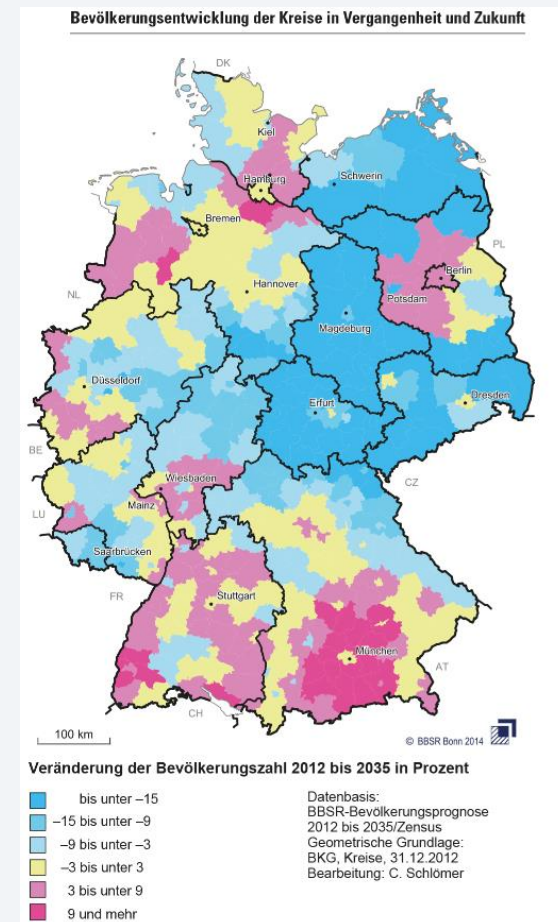 Bevölkerungsentwicklung der Kreise in Vergangenheit und Zukunft
DK
Kiel
Hamburg
Schwerin
Bremen
PL
Berlin
NL
Hannover
Potsdam
Magdeburg
Düsseldorf
Erfurt
Dresden
BE
Wiesbaden
CZ
LU
Mainz
Saarbrücken
FR
Stuttgart
München
AT
CH
100 km
© BBSR Bonn 2014
Veränderung der Bevölkerungszahl 2012 bis 2035 in Prozent
bis unter –15
–15 bis unter –9
–9 bis unter –3
–3 bis unter 3
3 bis unter 9
9 und mehr
Datenbasis:
BBSR-Bevölkerungsprognose
2012 bis 2035/Zensus
Geometrische Grundlage:
BKG, Kreise, 31.12.2012
Bearbeitung: C. Schlömer